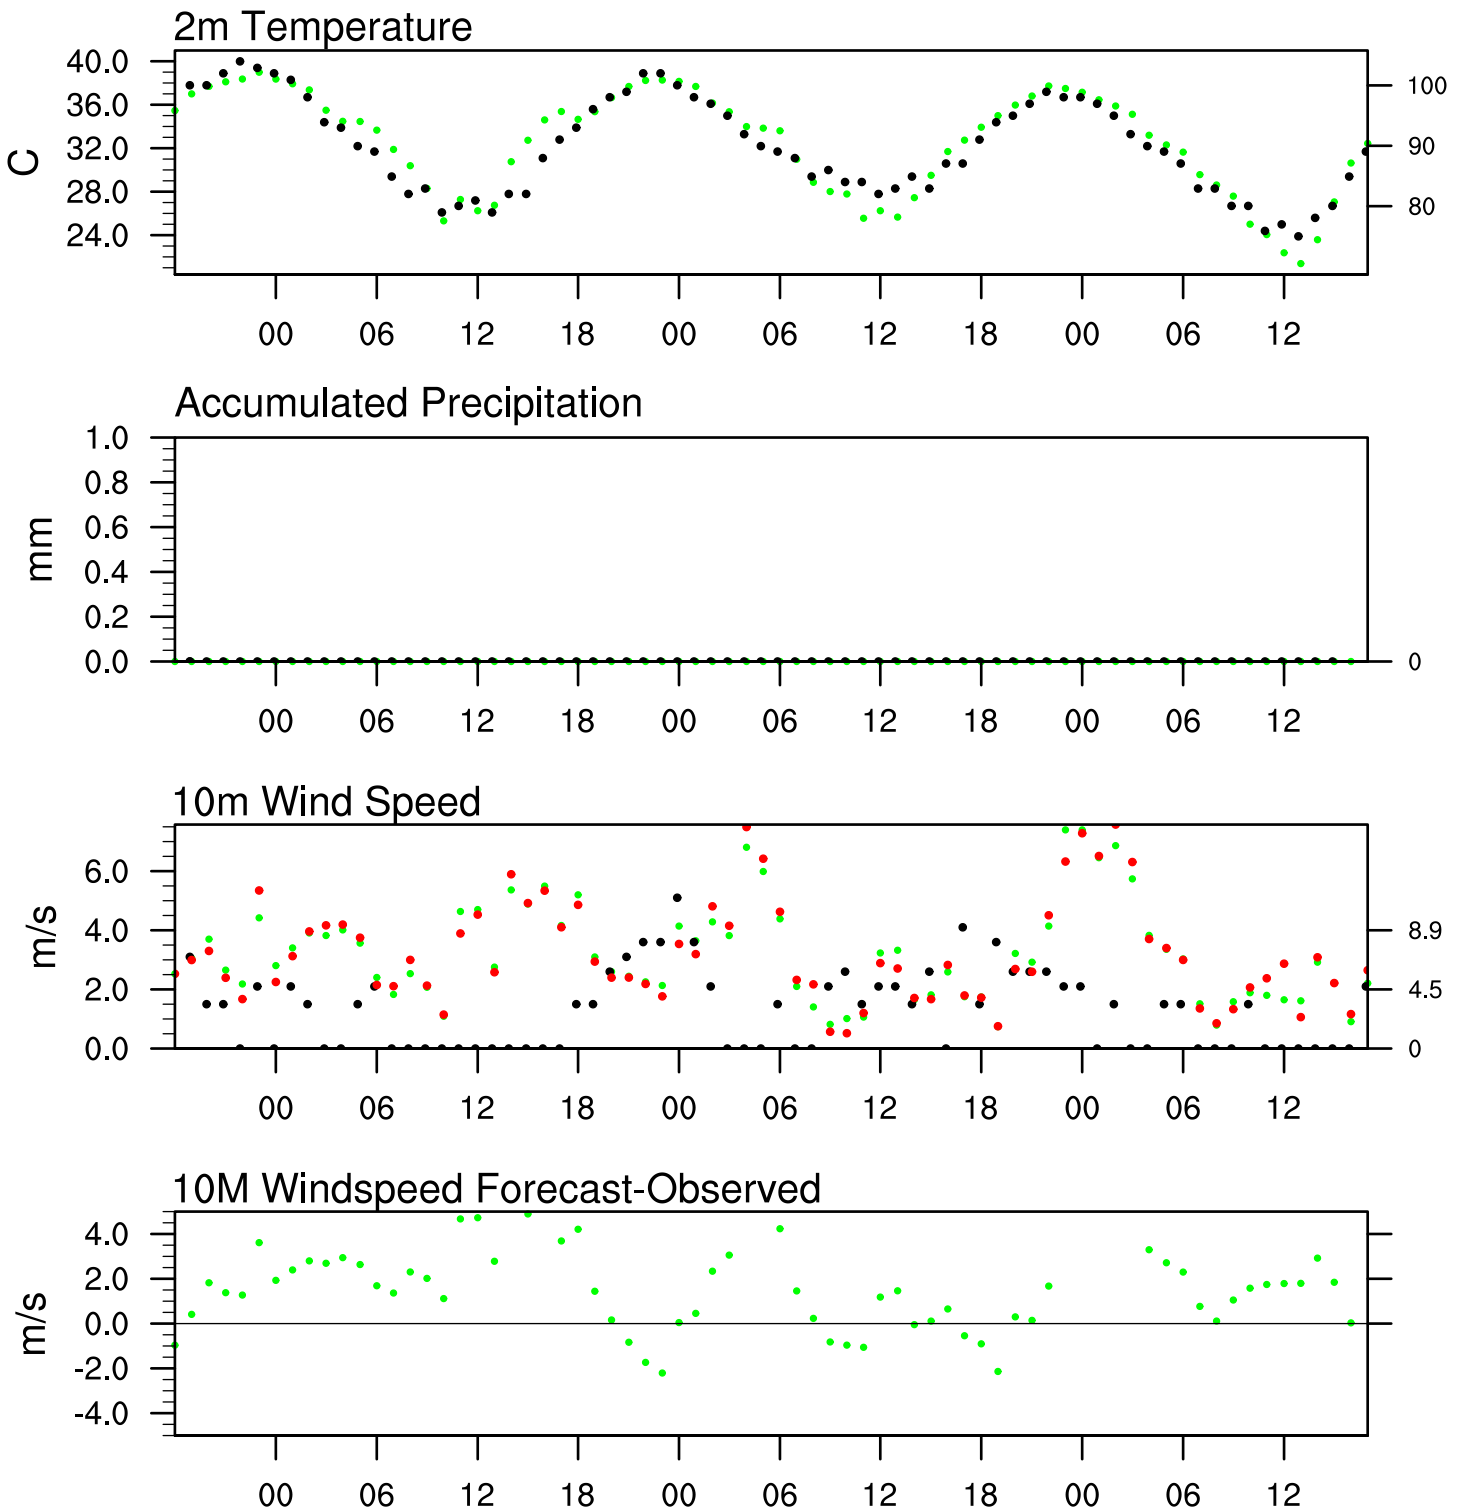 2m Temperature
40.0
36.0
32.0
28.0
24.0
C
100
90
80
00 06 12 18 00 06 12 18 00 06 12
Accumulated Precipitation
1.0
0.8
0.6
0.4
0.2
0.0
mm
0
00 06 12 18 00 06 12 18 00 06 12
10m Wind Speed
6.0
4.0
2.0
0.0
m/s
8.9
4.5
0
00 06 12 18 00 06 12 18 00 06 12
10M Windspeed Forecast-Observed
4.0
2.0
0.0
-2.0
-4.0
m/s
00 06 12 18 00 06 12 18 00 06 12